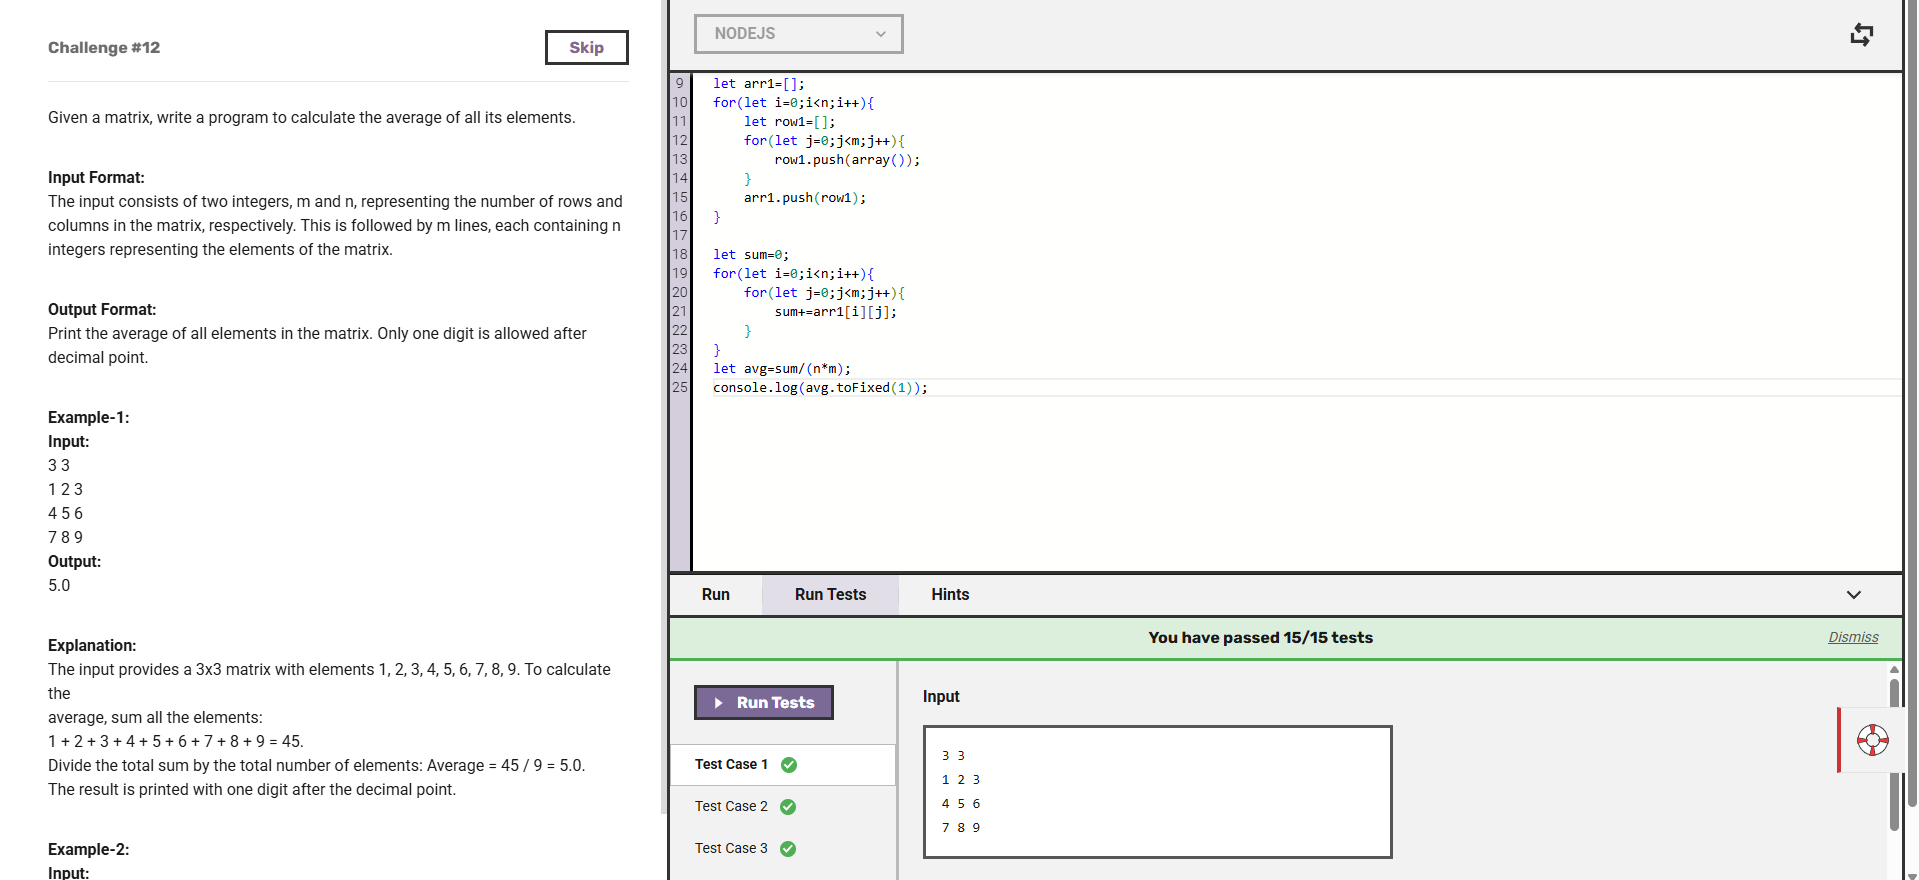 Challenge #12
Skip
Given a matrix, write a program to calculate the average of all its elements.
Input Format:
The input consists of two integers, m and n, representing the number of rows and
columns in the matrix, respectively. This is followed by m lines, each containing n
integers representing the elements of the matrix.
Output Format:
Print the average of all elements in the matrix. Only one digit is allowed after
decimal point.
Example-1:
Input:
3 3
1 2 3
4 5 6
7 8 9
Output:
5.0
Explanation:
The input provides a 3x3 matrix with elements 1, 2, 3, 4, 5, 6, 7, 8, 9. To calculate
the
average, sum all the elements:
1 + 2 + 3 + 4 + 5 + 6 + 7 + 8 + 9 = 45.
Divide the total sum by the total number of elements: Average = 45 / 9 = 5.0.
The result is printed with one digit after the decimal point.
Example-2:
Input:
NODEJS
9 let arr1=[];
10 for(let i=0;i<n;i++){
11     let row1=[];
12     for(let j=0;j<m;j++){
13         row1.push(array());
14     }
15     arr1.push(row1);
16 }
17
18 let sum=0;
19 for(let i=0;i<n;i++){
20     for(let j=0;j<m;j++){
21         sum+=arr1[i][j];
22     }
23 }
24 let avg=sum/(n*m);
25 console.log(avg.toFixed(1));
Run Run Tests Hints
You have passed 15/15 tests Dismiss
Run Tests
Test Case 1
Test Case 2
Test Case 3
Input
3 3
1 2 3
4 5 6
7 8 9